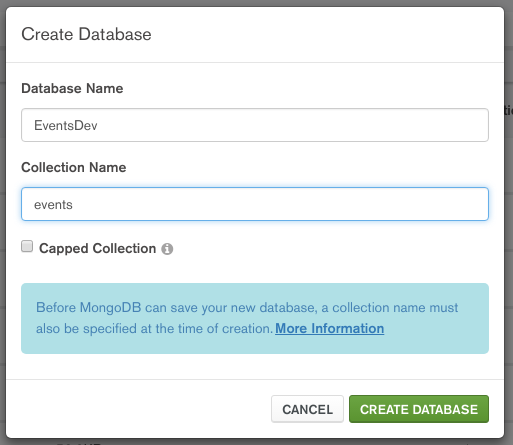 Create Database
Database Name
EventsDev
Collection Name
events
Capped Collection
Before MongoDB can save your new database, a collection name must
also be specified at the time of creation. More Information
CANCEL
CREATE DATABASE